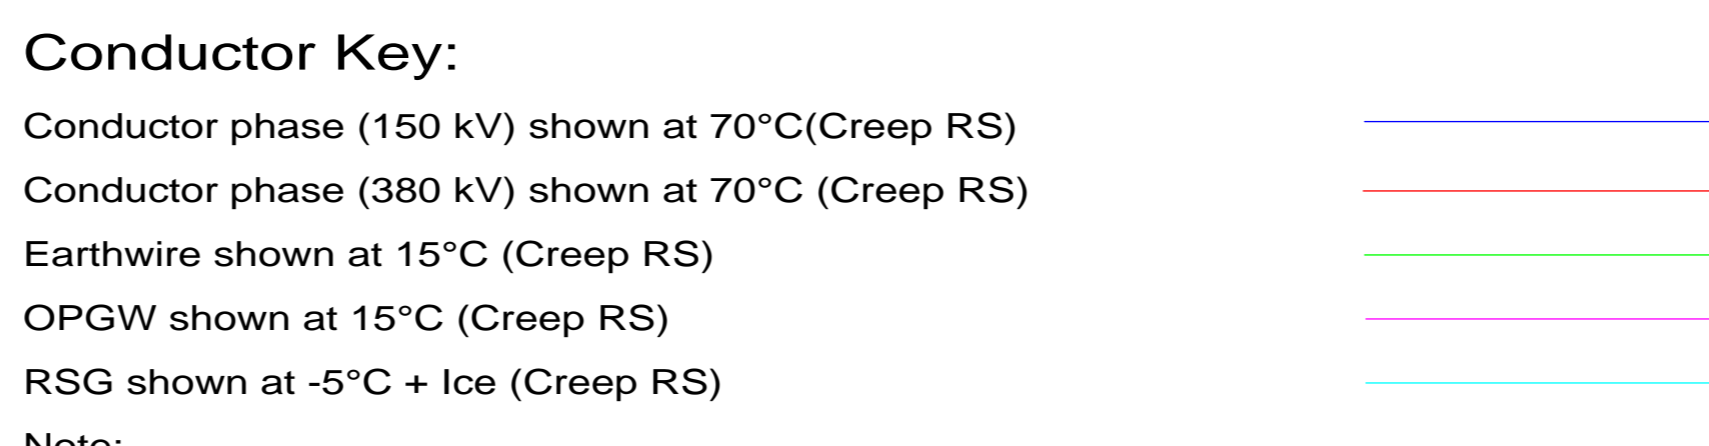 Conductor Key:
Conductor phase (150 kV) shown at 70°C(Creep RS)
Conductor phase (380 kV) shown at 70°C (Creep RS)
Earthwire shown at 15°C (Creep RS)
OPGW shown at 15°C (Creep RS)
RSG shown at -5°C + Ice (Creep RS)
Note: